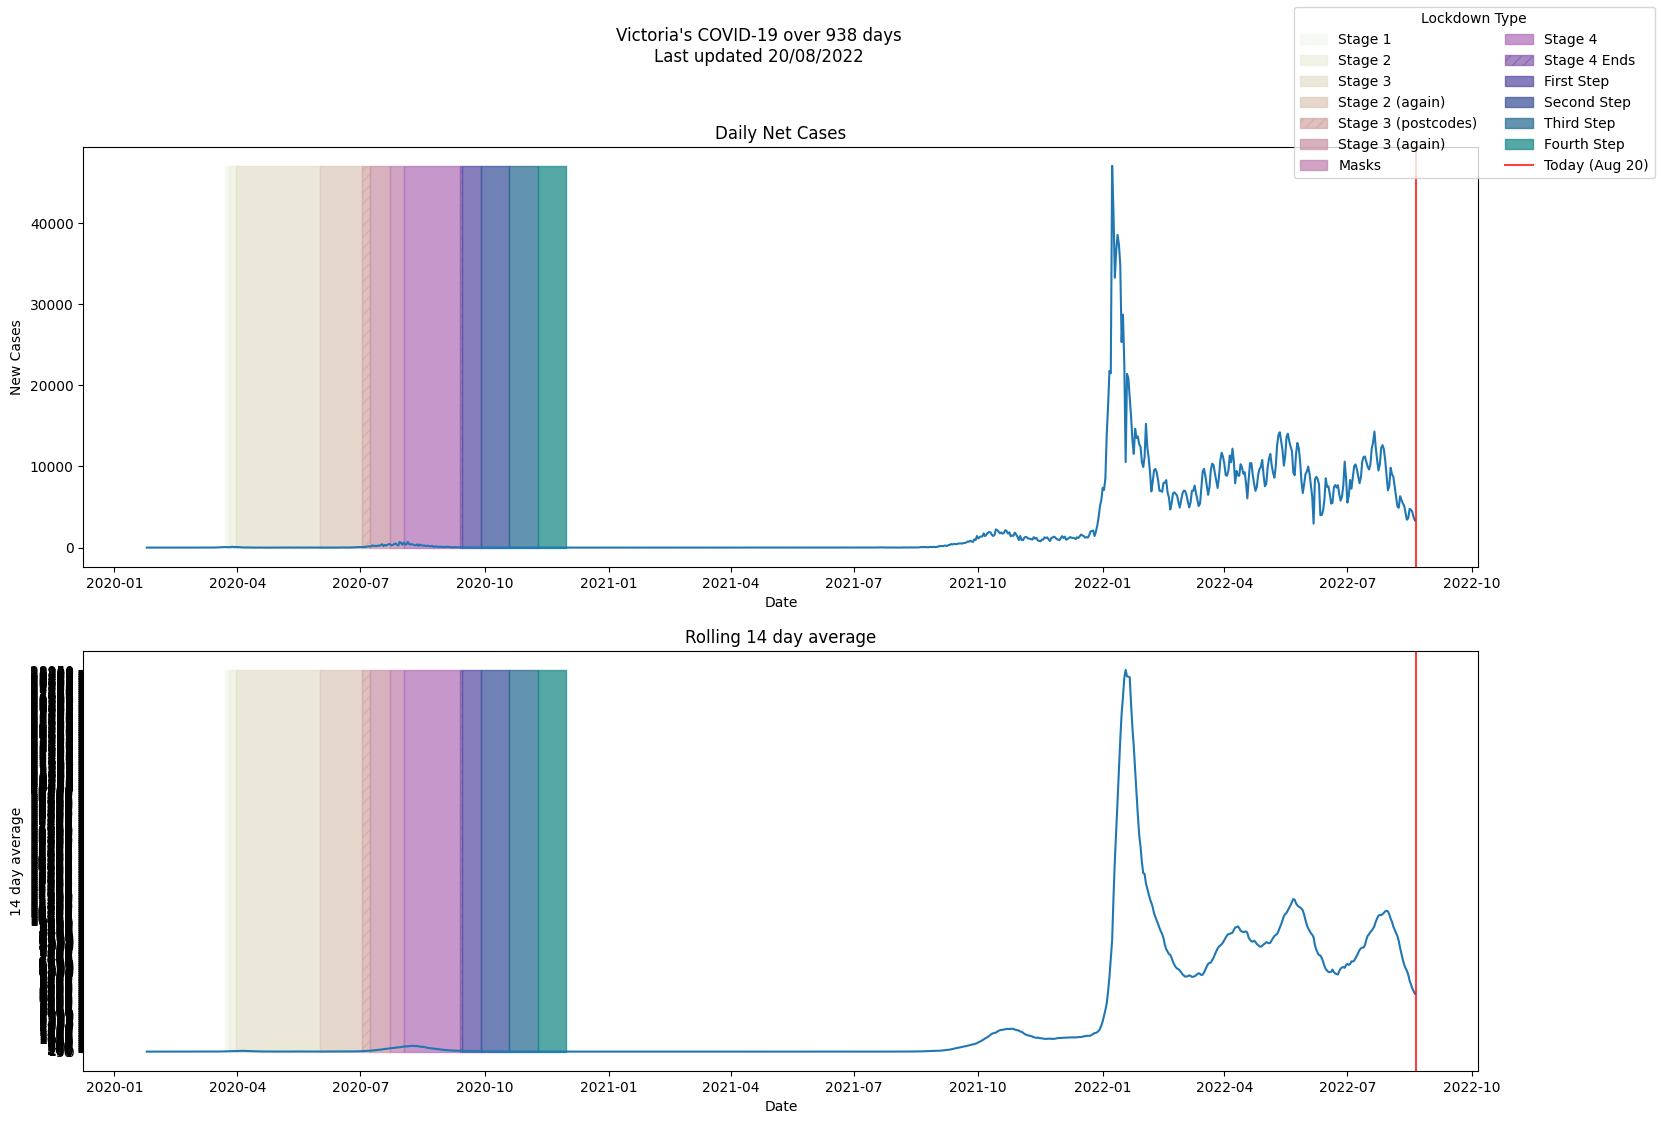 Victoria's COVID-19 over 938 days
Last updated 20/08/2022
Lockdown Type
Stage 1
Stage 2
Stage 3
Stage 2 (again)
Stage 3 (postcodes)
Stage 3 (again)
Masks
Stage 4
Stage 4 Ends
First Step
Second Step
Third Step
Fourth Step
Today (Aug 20)
Daily Net Cases
New Cases
40000
30000
20000
10000
0
2020-01 2020-04 2020-07 2020-10 2021-01 2021-04 2021-07 2021-10 2022-01 2022-04 2022-07 2022-10
Date
Rolling 14 day average
14 day average
2020-01 2020-04 2020-07 2020-10 2021-01 2021-04 2021-07 2021-10 2022-01 2022-04 2022-07 2022-10
Date